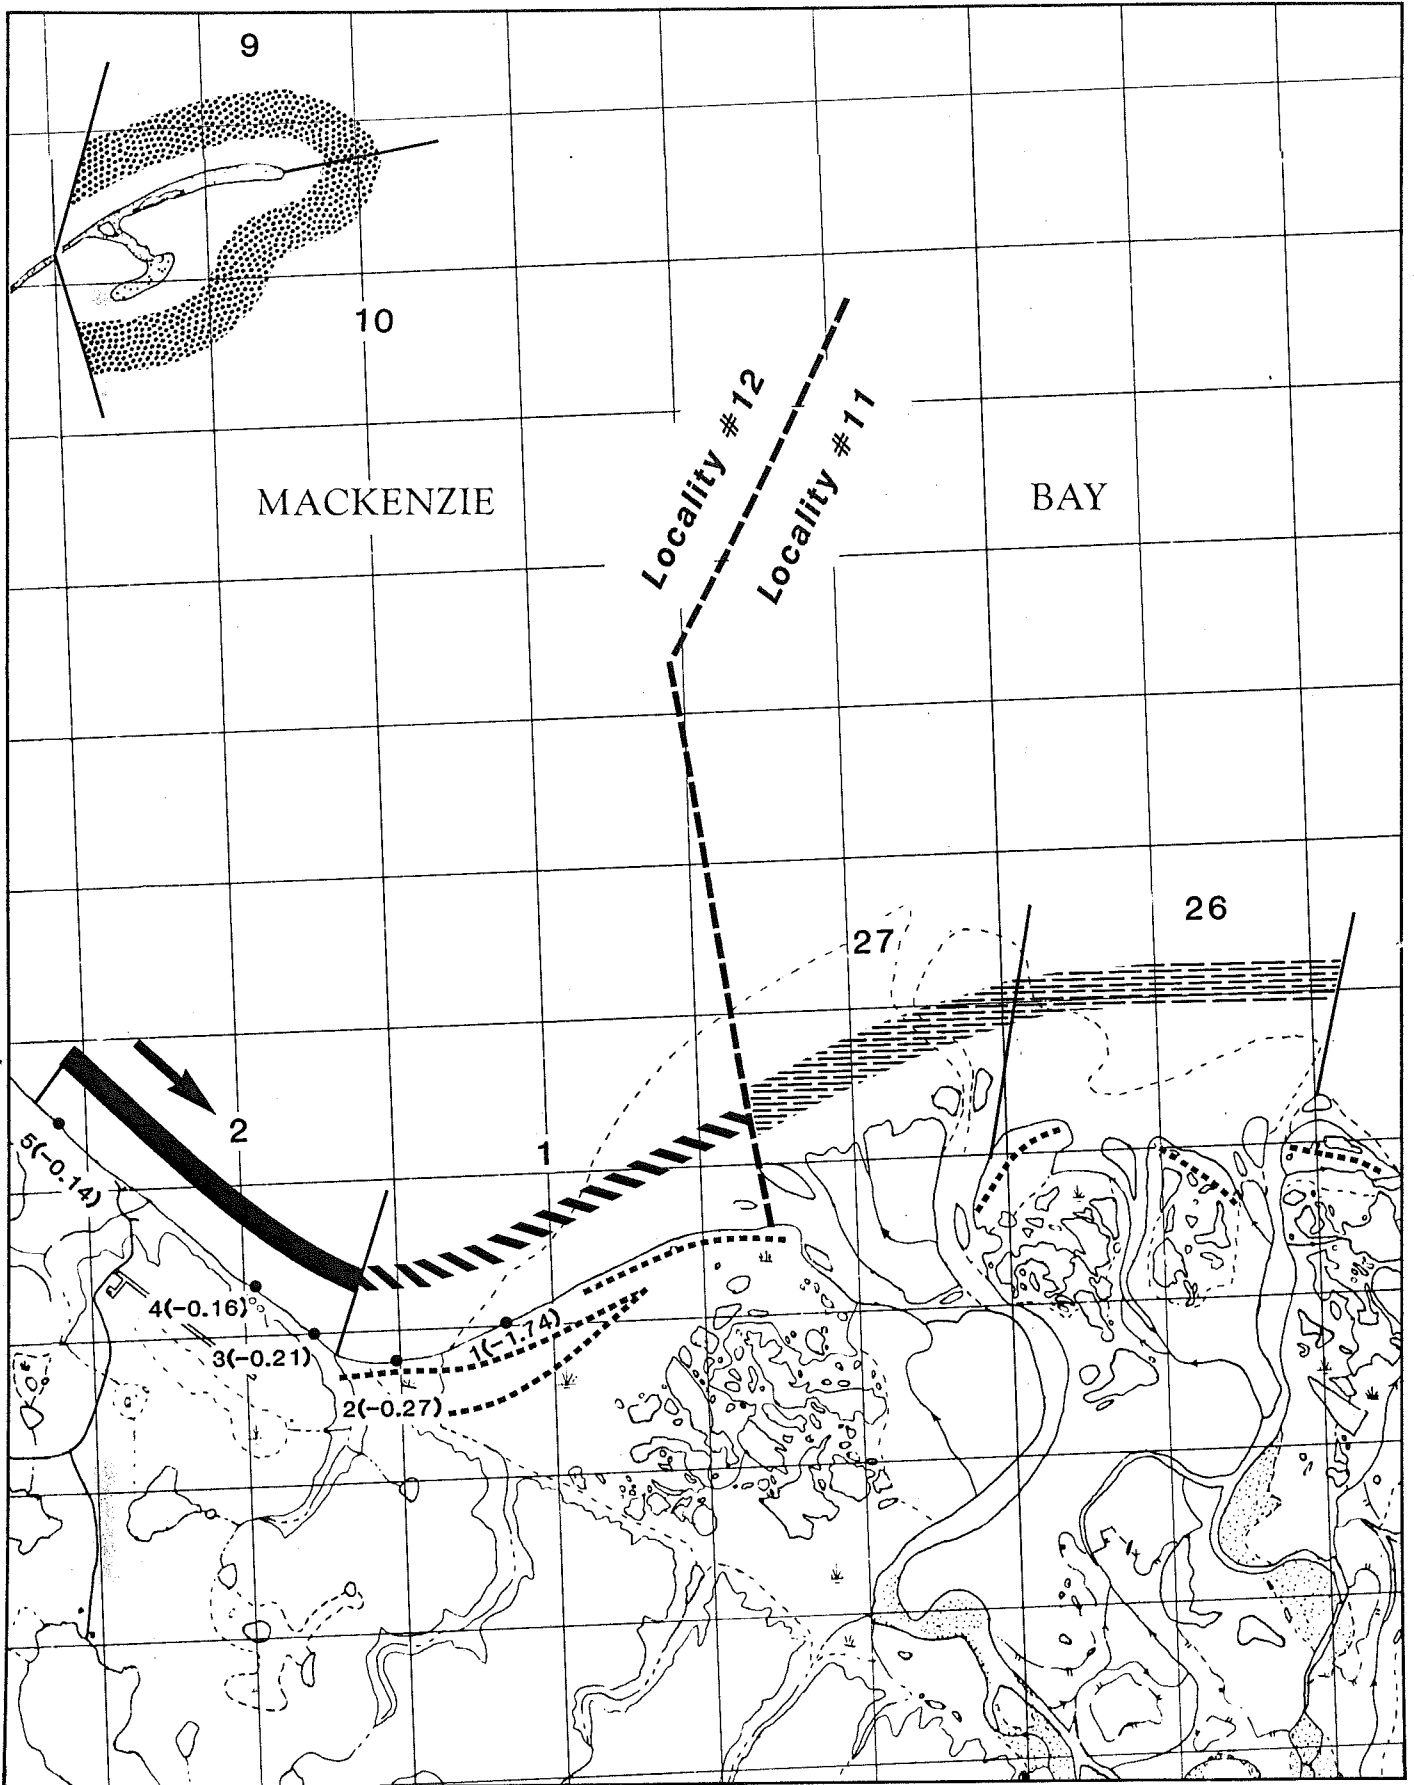 9
10
Locality #12
Locality #11
MACKENZIE
BAY
26
27
2
1
5(-0.14)
4(-0.16)
3(-0.21)
1(-1.74)
2(-0.27)